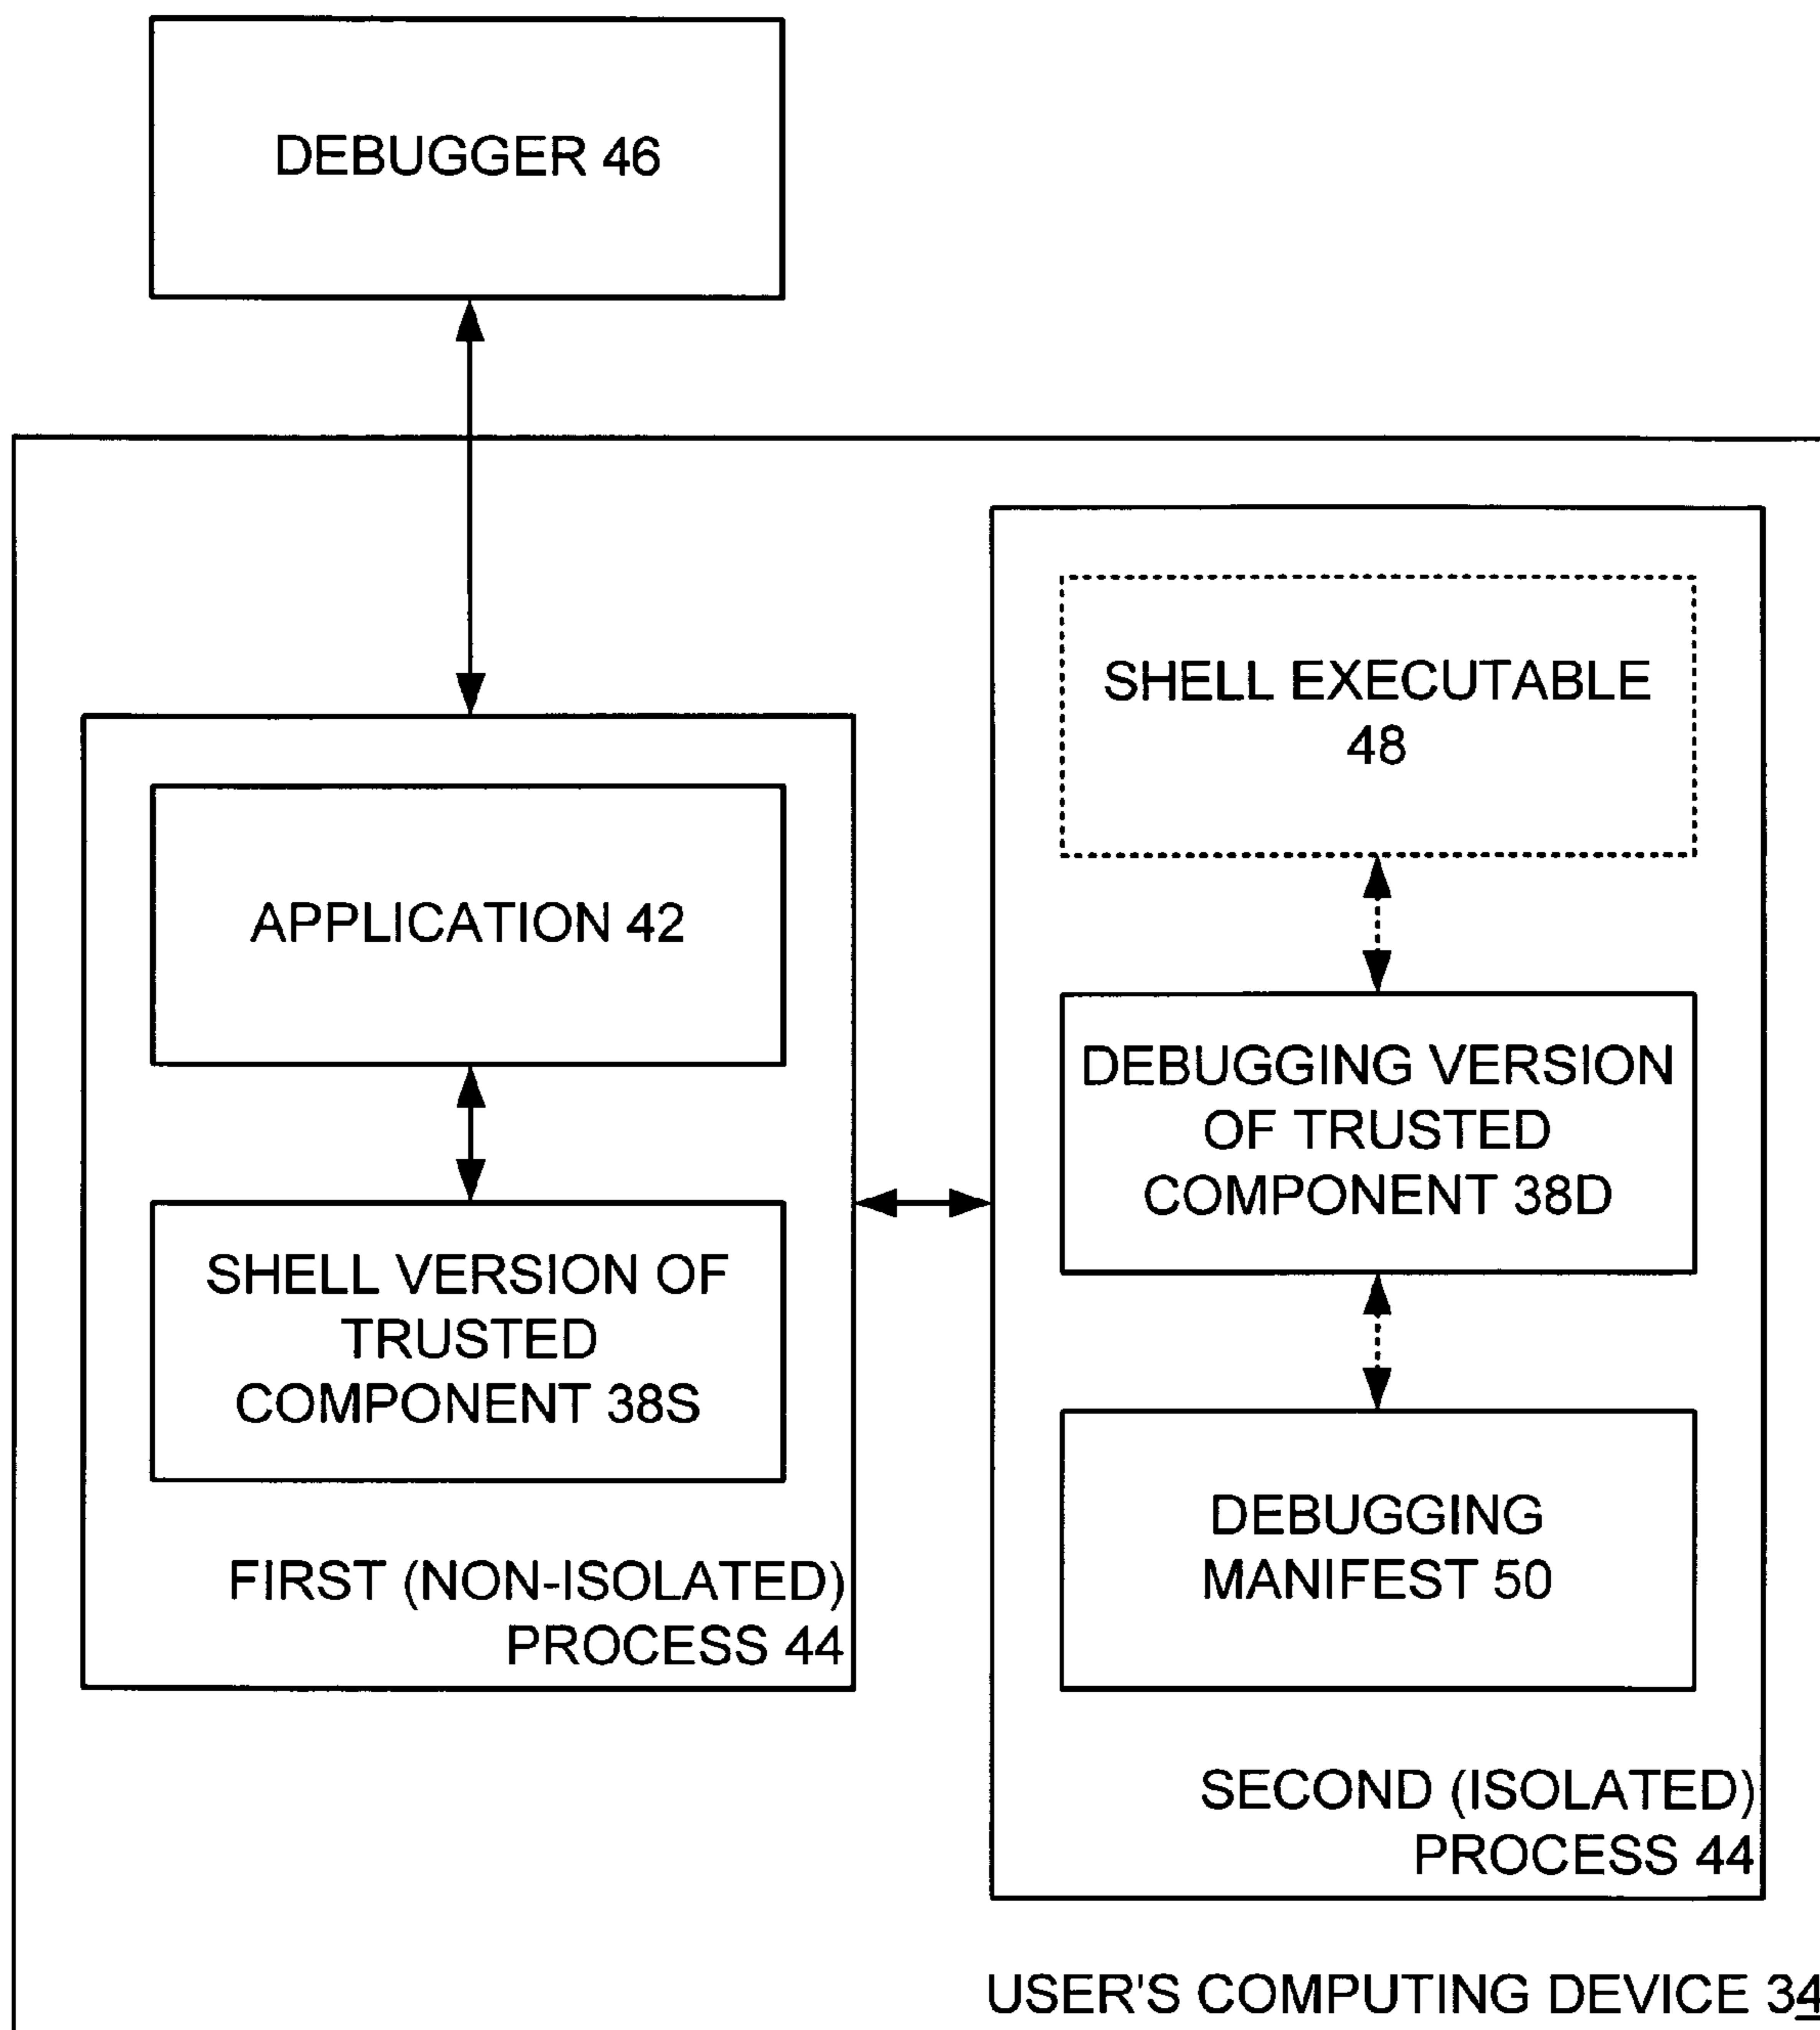 DEBUGGER 46
APPLICATION 42
SHELL VERSION OF
TRUSTED
COMPONENT 38S
FIRST (NON-ISOLATED)
PROCESS 44
SHELL EXECUTABLE
48
DEBUGGING VERSION
OF TRUSTED
COMPONENT 38D
DEBUGGING
MANIFEST 50
SECOND (ISOLATED)
PROCESS 44
USER'S COMPUTING DEVICE 34